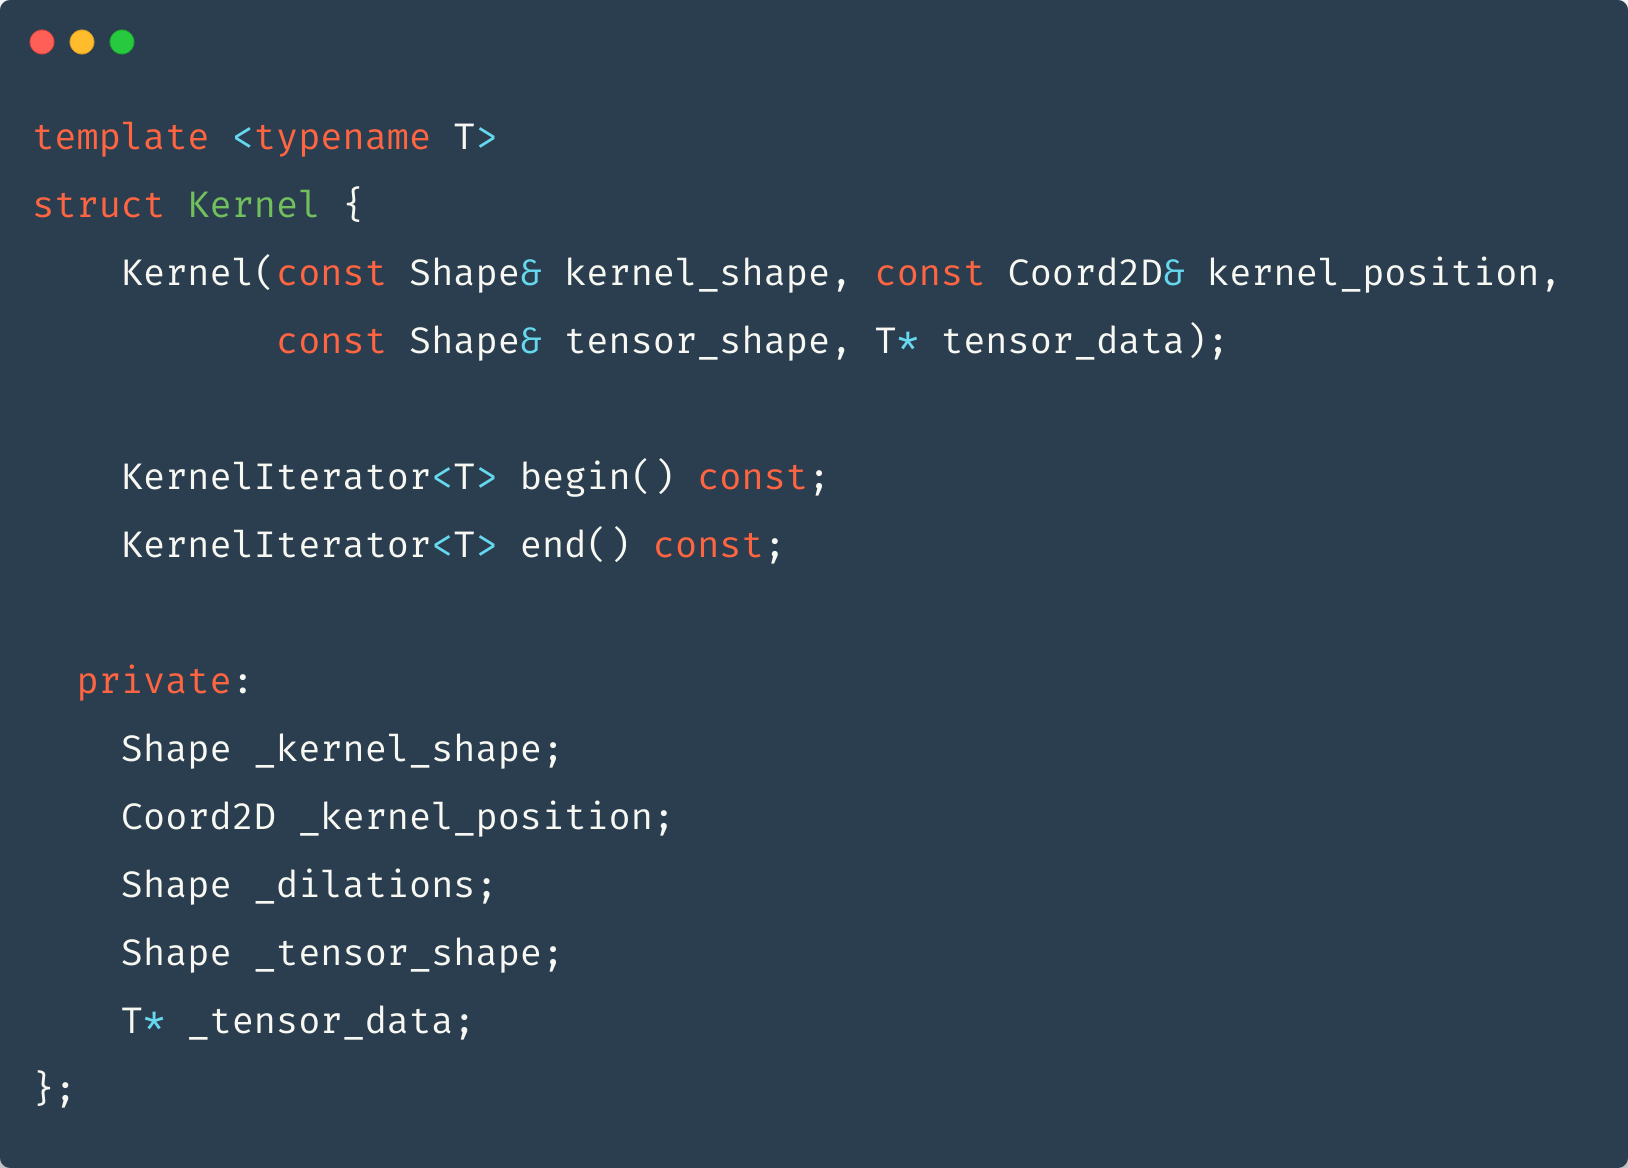 template <typename T>
struct Kernel {
    Kernel(const Shape& kernel_shape, const Coord2D& kernel_position,
           const Shape& tensor_shape, T* tensor_data);

    KernelIterator<T> begin() const;
    KernelIterator<T> end() const;

  private:
    Shape _kernel_shape;
    Coord2D _kernel_position;
    Shape _dilations;
    Shape _tensor_shape;
    T* _tensor_data;
};